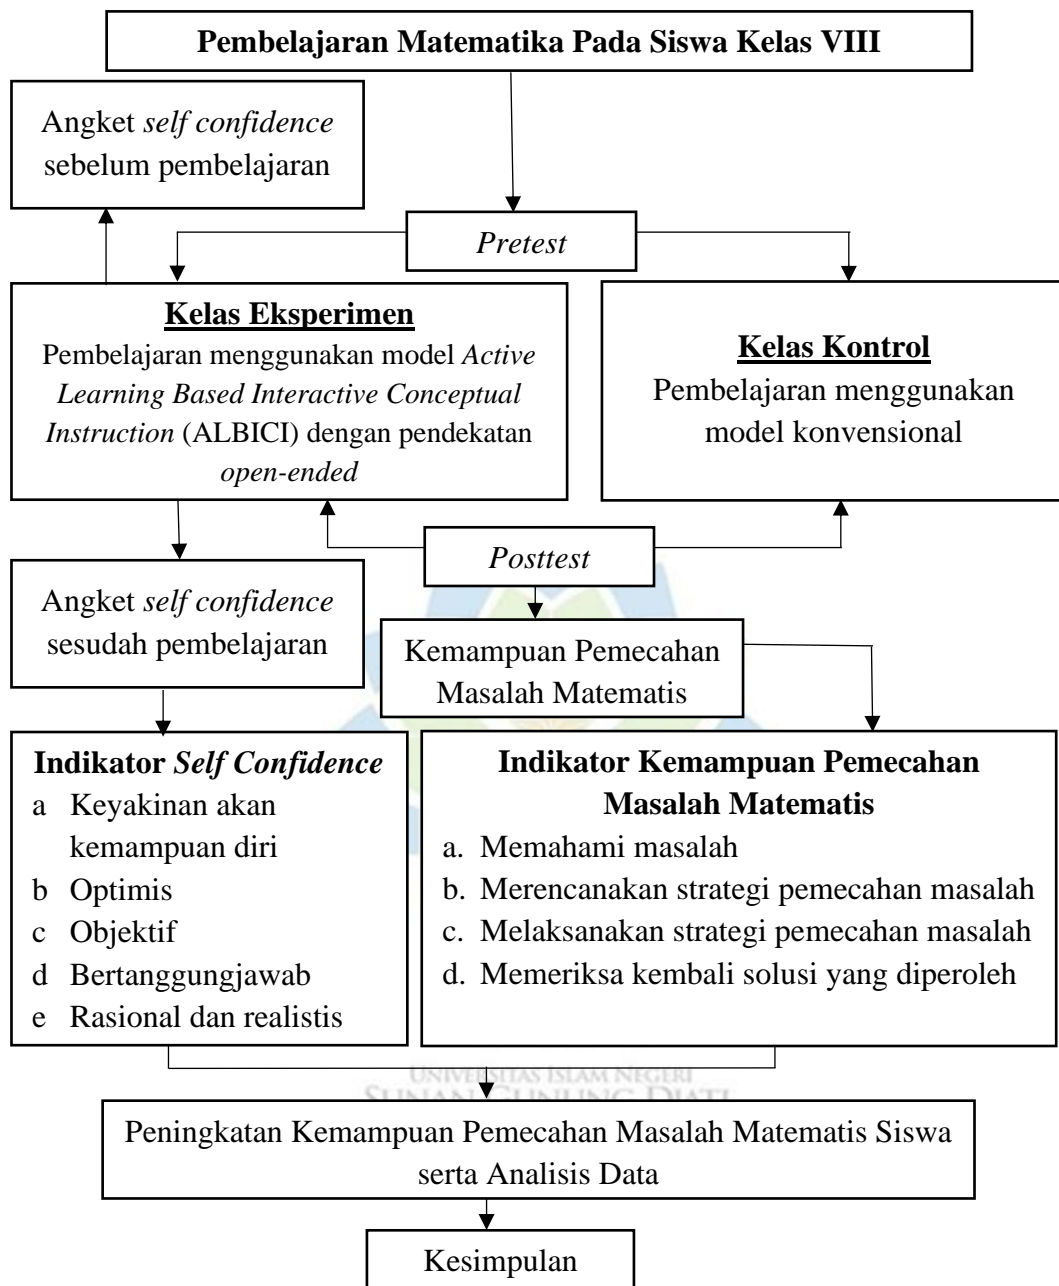 Pembelajaran Matematika Pada Siswa Kelas VIII
Angket self confidence
sebelum pembelajaran
Pretest
Kelas Eksperimen
Pembelajaran menggunakan model Active
Learning Based Interactive Conceptual
Instruction (ALBICI) dengan pendekatan
open-ended
Kelas Kontrol
Pembelajaran menggunakan
model konvensional
Posttest
Angket self confidence
sesudah pembelajaran
Kemampuan Pemecahan
Masalah Matematis
Indikator Self Confidence
a Keyakinan akan
kemampuan diri
b Optimis
c Objektif
d Bertanggungjawab
e Rasional dan realistis
Indikator Kemampuan Pemecahan
Masalah Matematis
a. Memahami masalah
b. Merencanakan strategi pemecahan masalah
c. Melaksanakan strategi pemecahan masalah
d. Memeriksa kembali solusi yang diperoleh
UNIVERSITAS ISLAM NEGERI
SUNAN GUNUNG DJATI
Peningkatan Kemampuan Pemecahan Masalah Matematis Siswa
serta Analisis Data
Kesimpulan